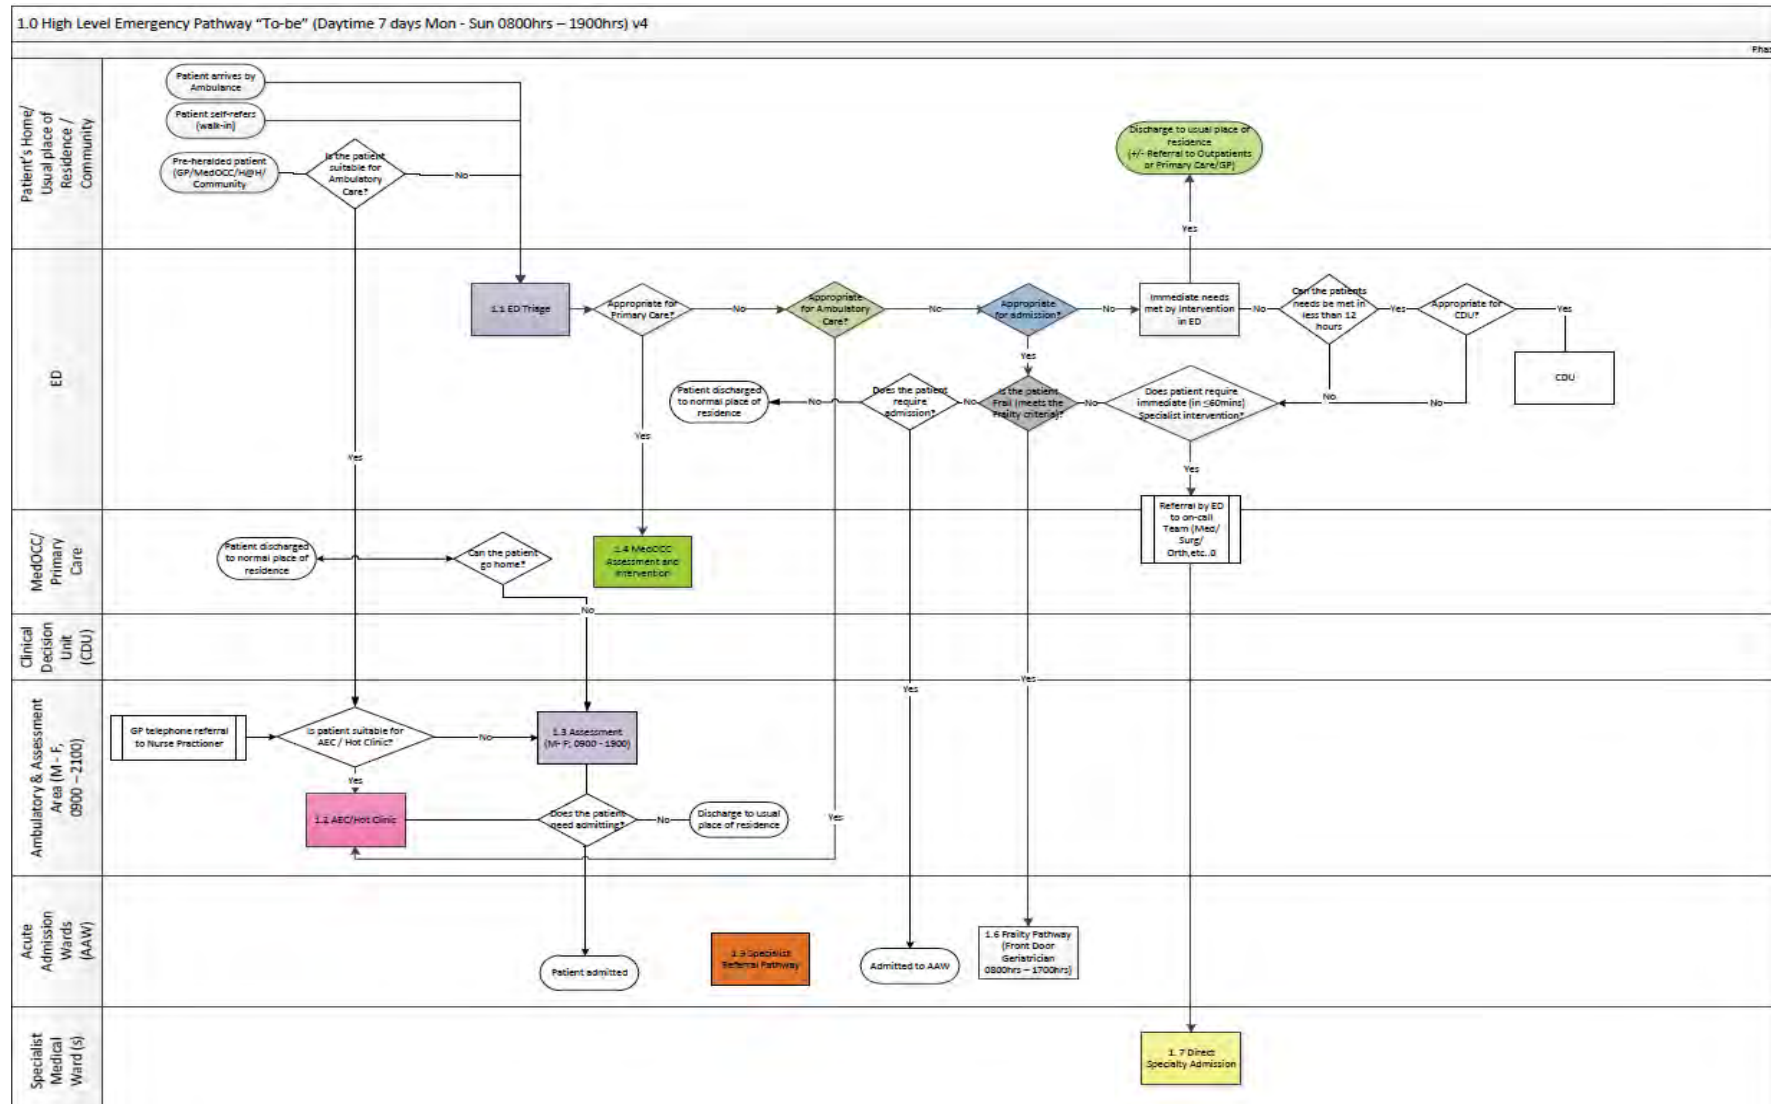 1.0 High Level Emergency Pathway “To-be” (Daytime 7 days Mon - Sun 0800hrs – 1900hrs) v4
Phas
Patient's Home/
Usual place of
Residence /
Community
Patient arrives by
Ambulance
Patient self-refers
(walk-in)
Pre-heralded patient
(GP/MedOCC/H@H/
Community
Is the patient
suitable for
Ambulatory
Care?
No
Discharge to usual place of
residence
(+/- Referral to Outpatients
or Primary Care/GP)
Yes
ED
1.1 ED Triage
Appropriate for
Primary Care?
No
Appropriate
for Ambulatory
Care?
No
Appropriate
for admission?
No
Immediate needs
met by intervention
in ED
No
Can the patients
needs be met in
less than 12
hours
Yes
Appropriate for
CDU?
Yes
CDU
Yes
Patient discharged
to normal place of
residence
No
Does the patient
require
admission?
No
Is the patient
Frail (meets the
Frailty criteria)?
No
Does patient require
immediate (in ≤60mins)
Specialist intervention?
No
No
Yes
Yes
Yes
Referral by ED
to on-call
Team (Med/
Surg/
Orth,etc..0
MedOCC/
Primary
Care
Patient discharged
to normal place of
residence
Can the patient
go home?
1.4 MedOCC
Assessment and
Intervention
No
Clinical
Decision
Unit
(CDU)
Yes
Yes
Ambulatory & Assessment
Area (M - F,
0900 – 2100)
GP telephone referral
to Nurse Practioner
Is patient suitable for
AEC / Hot Clinic?
No
1.3 Assessment
(M- F; 0900 - 1900)
Yes
1.2 AEC/Hot Clinic
Does the patient
need admitting?
No
Discharge to usual
place of residence
Yes
Acute
Admission
Wards
(AAW)
Patient admitted
1.9 Specialist
Referral Pathway
Admitted to AAW
1.6 Frailty Pathway
(Front Door
Geriatrician
0800hrs – 1700hrs)
Specialist
Medical
Ward (s)
1. 7 Direct
Specialty Admission